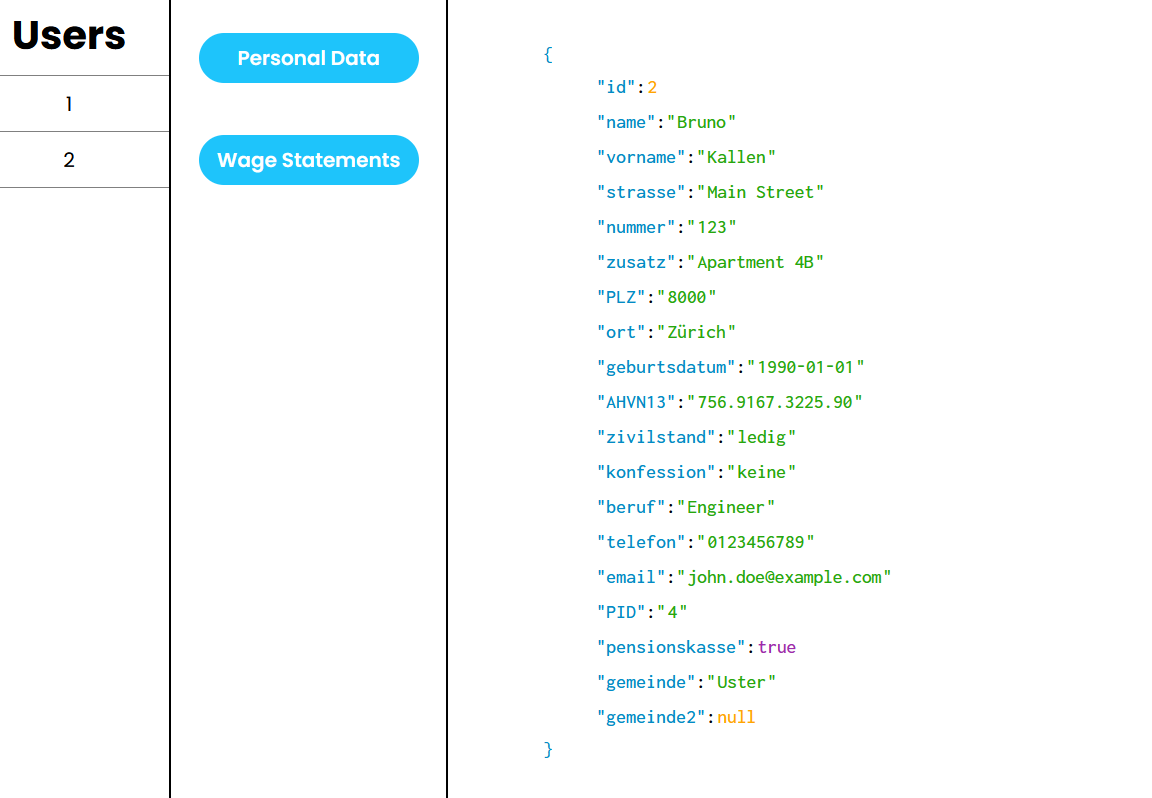 Users
1
2
Personal Data
Wage Statements
{
"id":2
"name":"Bruno"
"vorname":"Kallen"
"strasse":"Main Street"
"nummer":"123"
"zusatz":"Apartment 4B"
"PLZ":"8000"
"ort":"Zürich"
"geburtsdatum":"1990-01-01"
"AHVN13":"756.9167.3225.90"
"zivilstand":"ledig"
"konfession":"keine"
"beruf":"Engineer"
"telefon":"0123456789"
"email":"john.doe@example.com"
"PID":"4"
"pensionskasse":true
"gemeinde":"Uster"
"gemeinde2":null
}